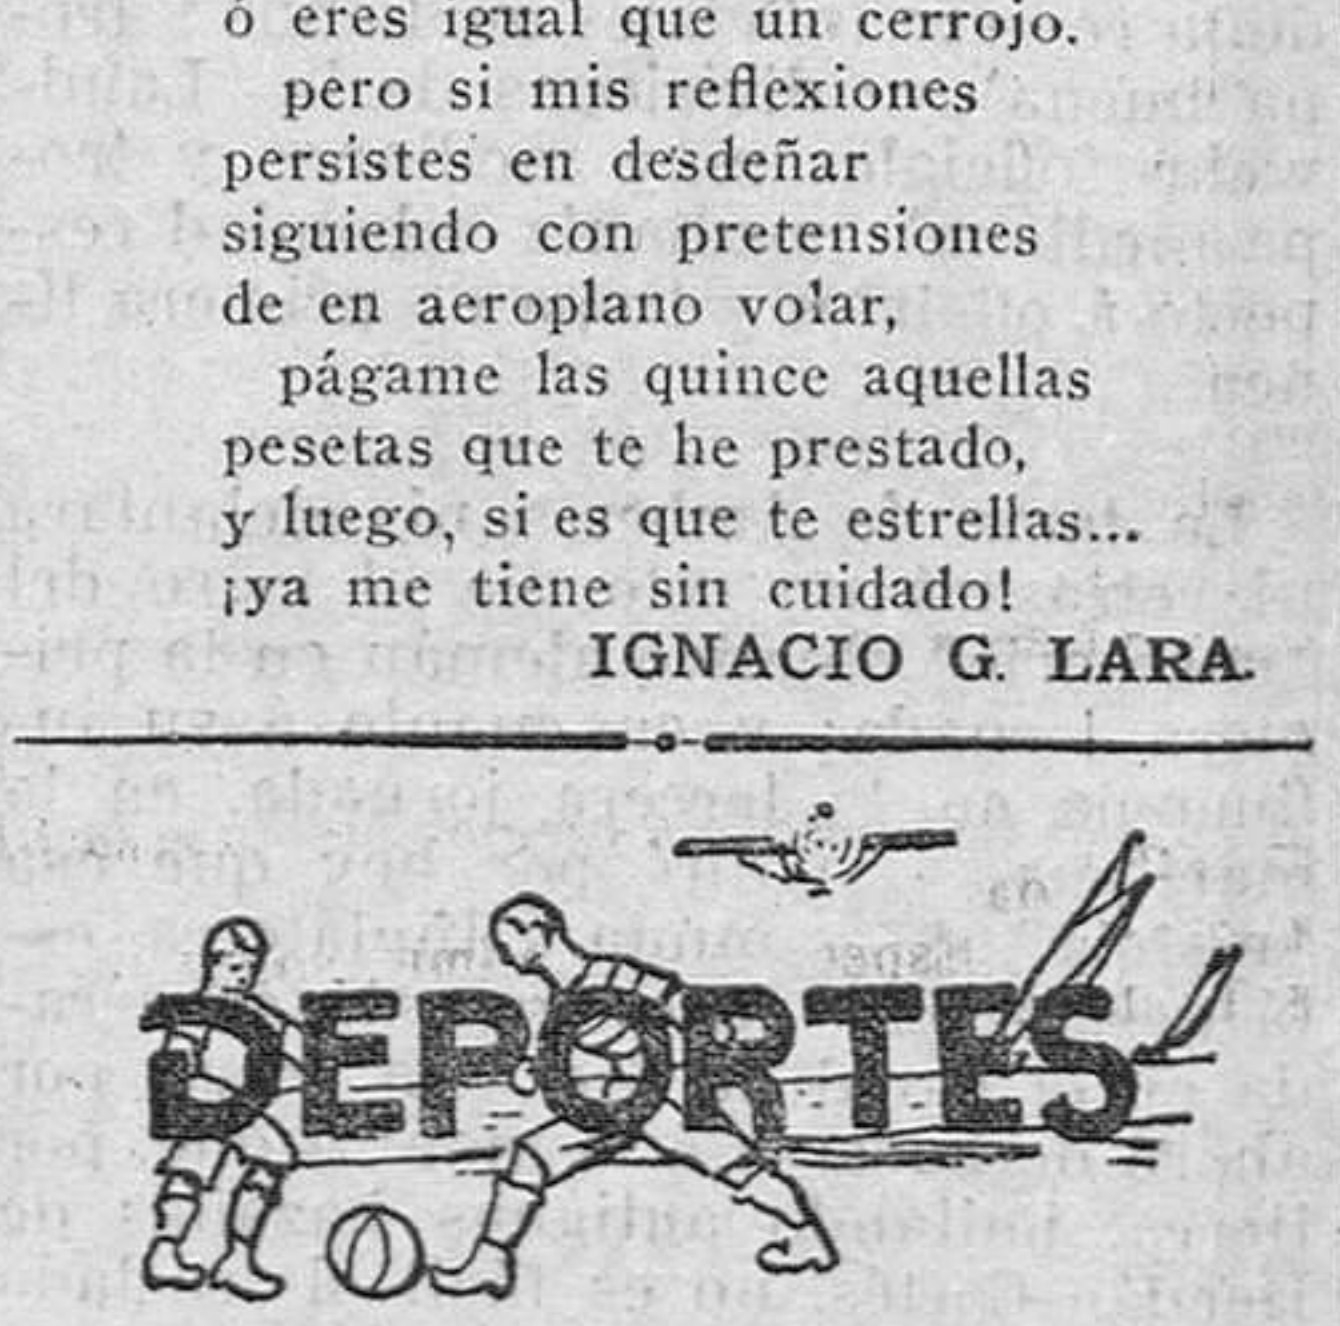 ó eres igual que un cerrojo.
pero si mis reflexiones
persistes en desdeñar
siguiendo con pretensiones
de en aeroplano volar,
págame las quince aquellas
pesetas que te he prestado,
y luego, si es que te estrellas...
¡ya me tiene sin cuidado!
IGNACIO G. LARA.
DEPORTES